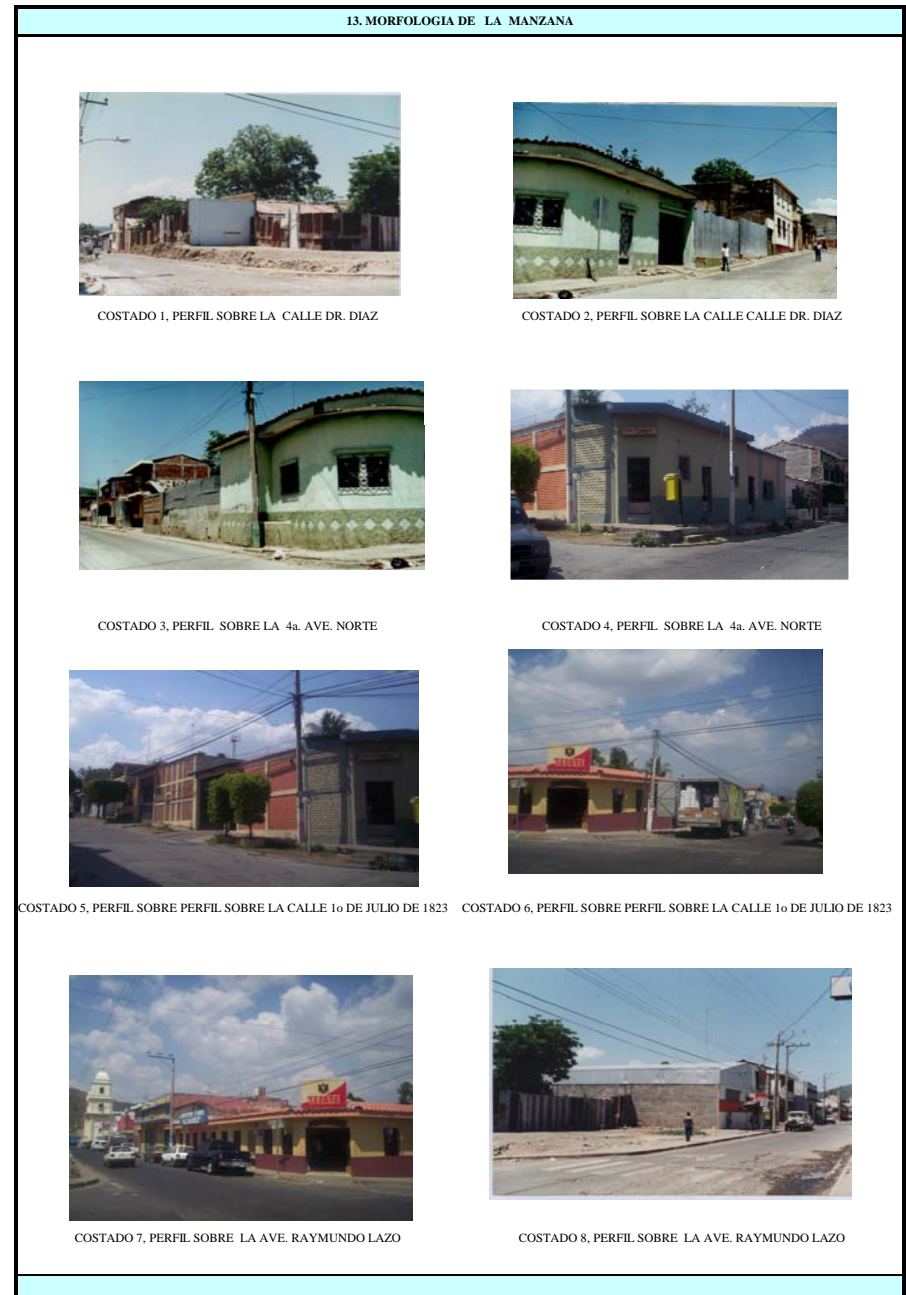 13. MORFOLOGIA DE LA MANZANA
COSTADO 1, PERFIL SOBRE LA CALLE DR. DIAZ
COSTADO 2, PERFIL SOBRE LA CALLE CALLE DR. DIAZ
COSTADO 3, PERFIL SOBRE LA 4a. AVE. NORTE
COSTADO 4, PERFIL SOBRE LA 4a. AVE. NORTE
TECATE
COSTADO 5, PERFIL SOBRE PERFIL SOBRE LA CALLE 1o DE JULIO DE 1823
COSTADO 6, PERFIL SOBRE PERFIL SOBRE LA CALLE 1o DE JULIO DE 1823
TECATE
COSTADO 7, PERFIL SOBRE LA AVE. RAYMUNDO LAZO
COSTADO 8, PERFIL SOBRE LA AVE. RAYMUNDO LAZO